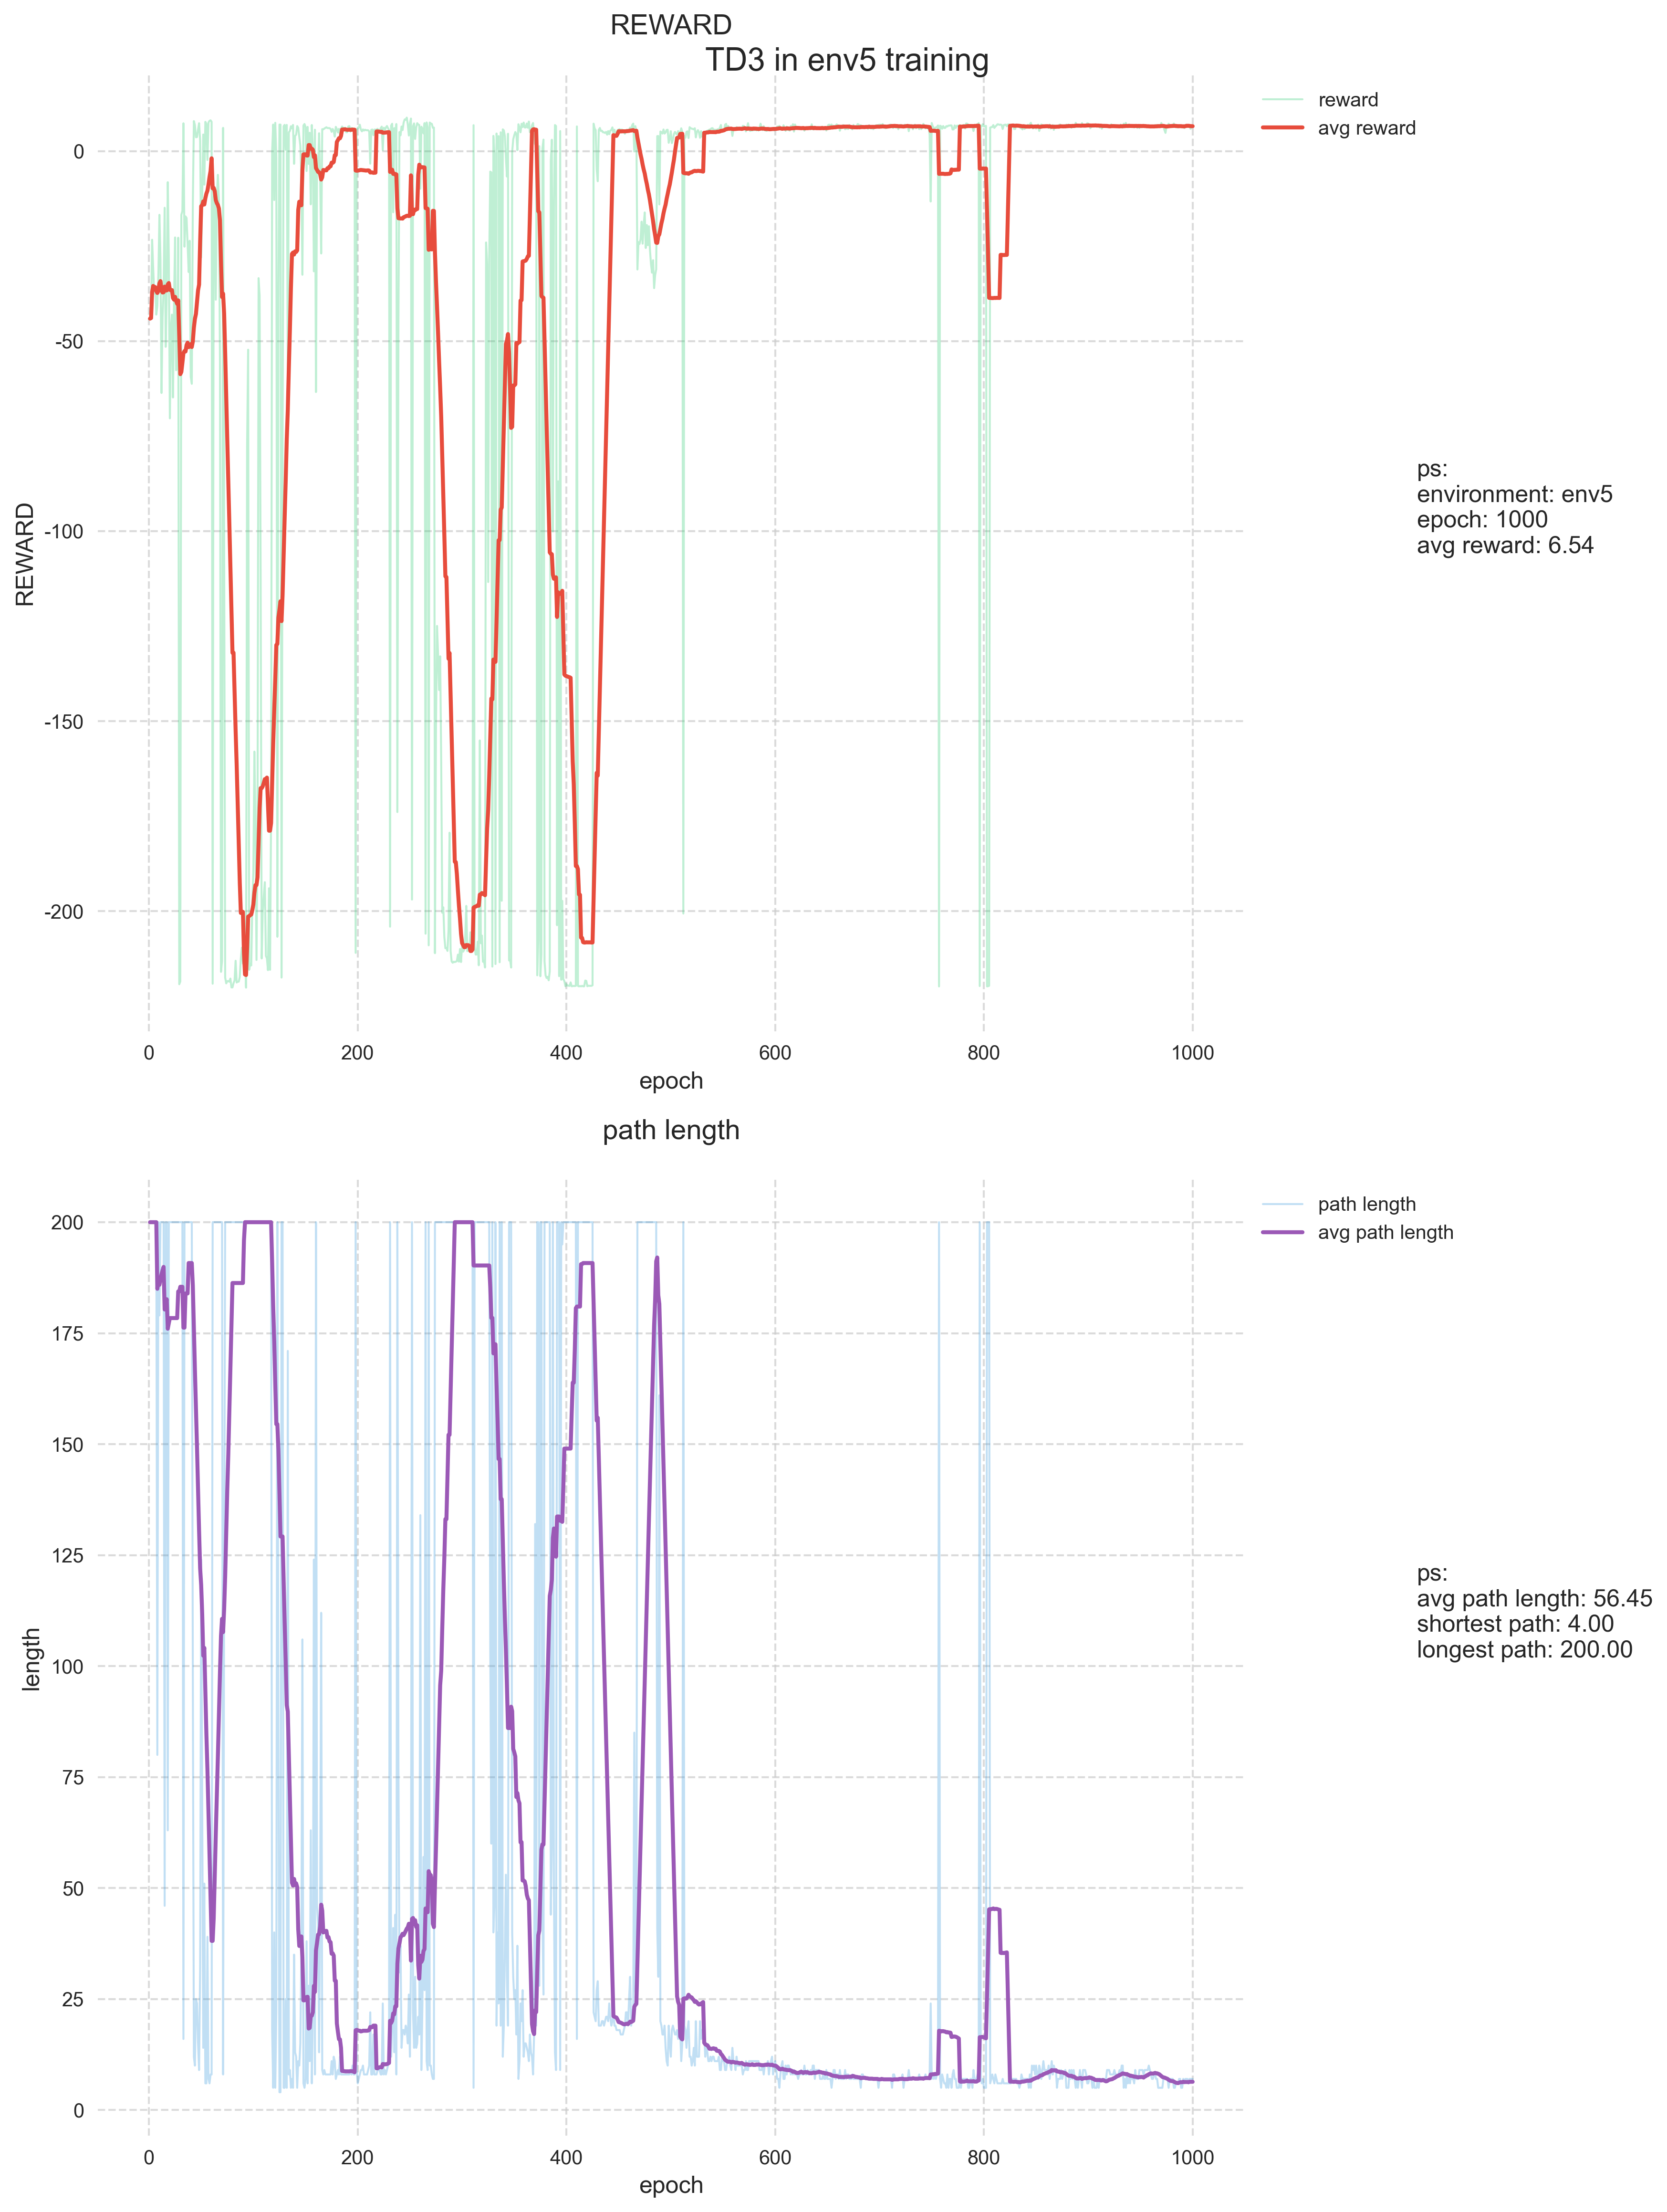 REWARD
TD3 in env5 training
reward
avg reward
0
-50
-100
-150
-200
REWARD
0
200
400
600
800
1000
epoch
ps:
environment: env5
epoch: 1000
avg reward: 6.54
path length
path length
avg path length
200
175
150
125
100
75
50
25
0
length
0
200
400
600
800
1000
epoch
ps:
avg path length: 56.45
shortest path: 4.00
longest path: 200.00